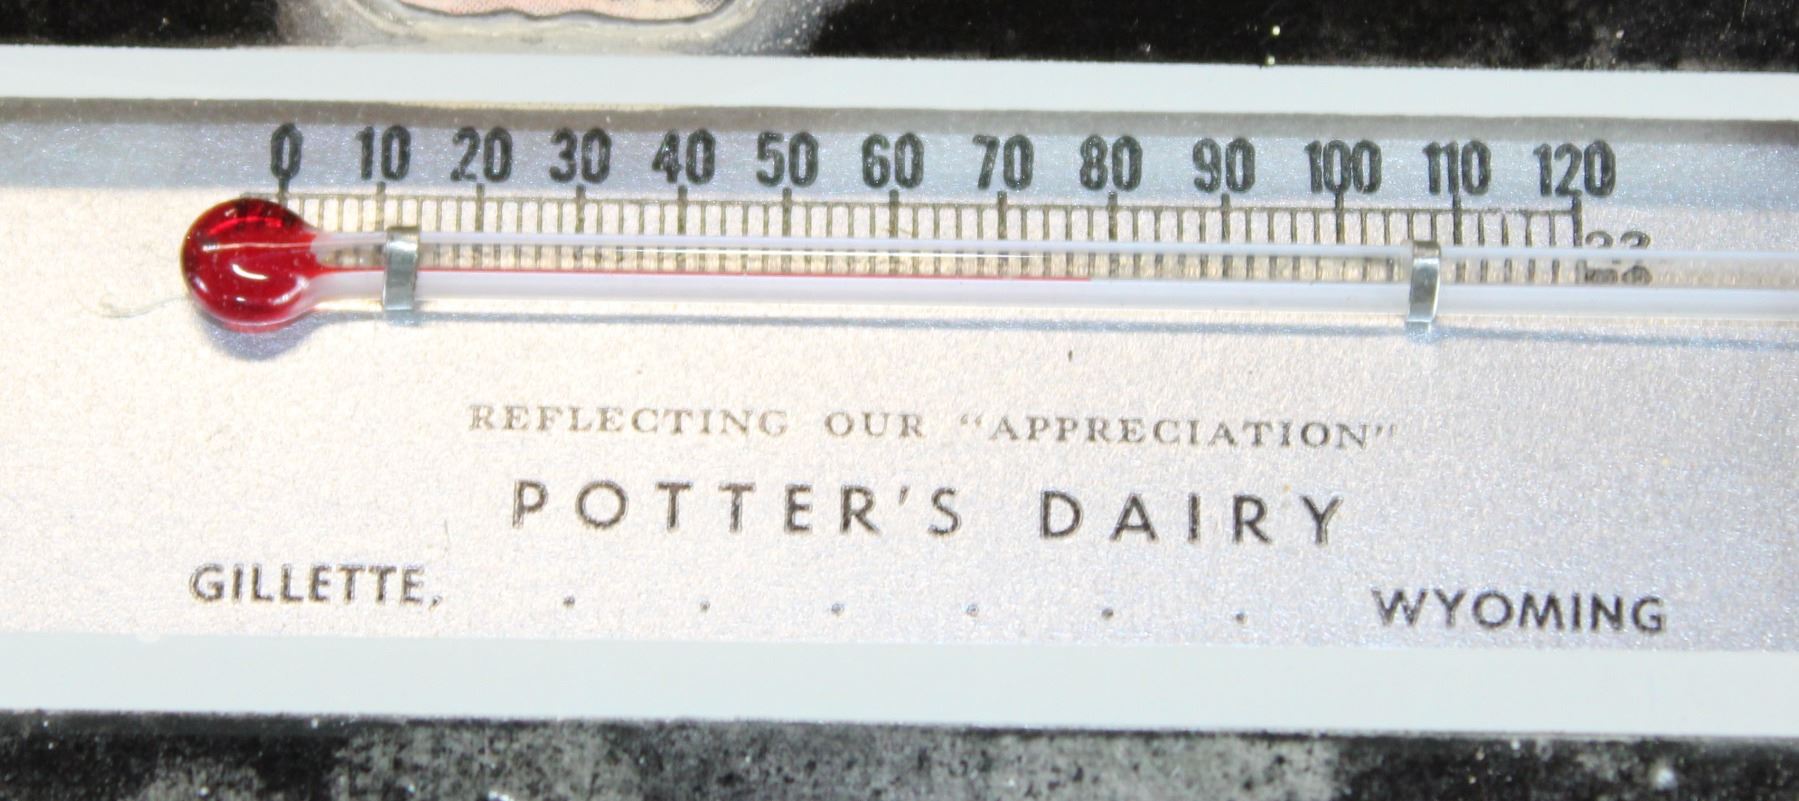 0 10 20 30 40 50 60 70 80 90 100 110 120
REFLECTING OUR "APPRECIATION"
POTTER'S DAIRY
GILLETTE, . . . . . . WYOMING